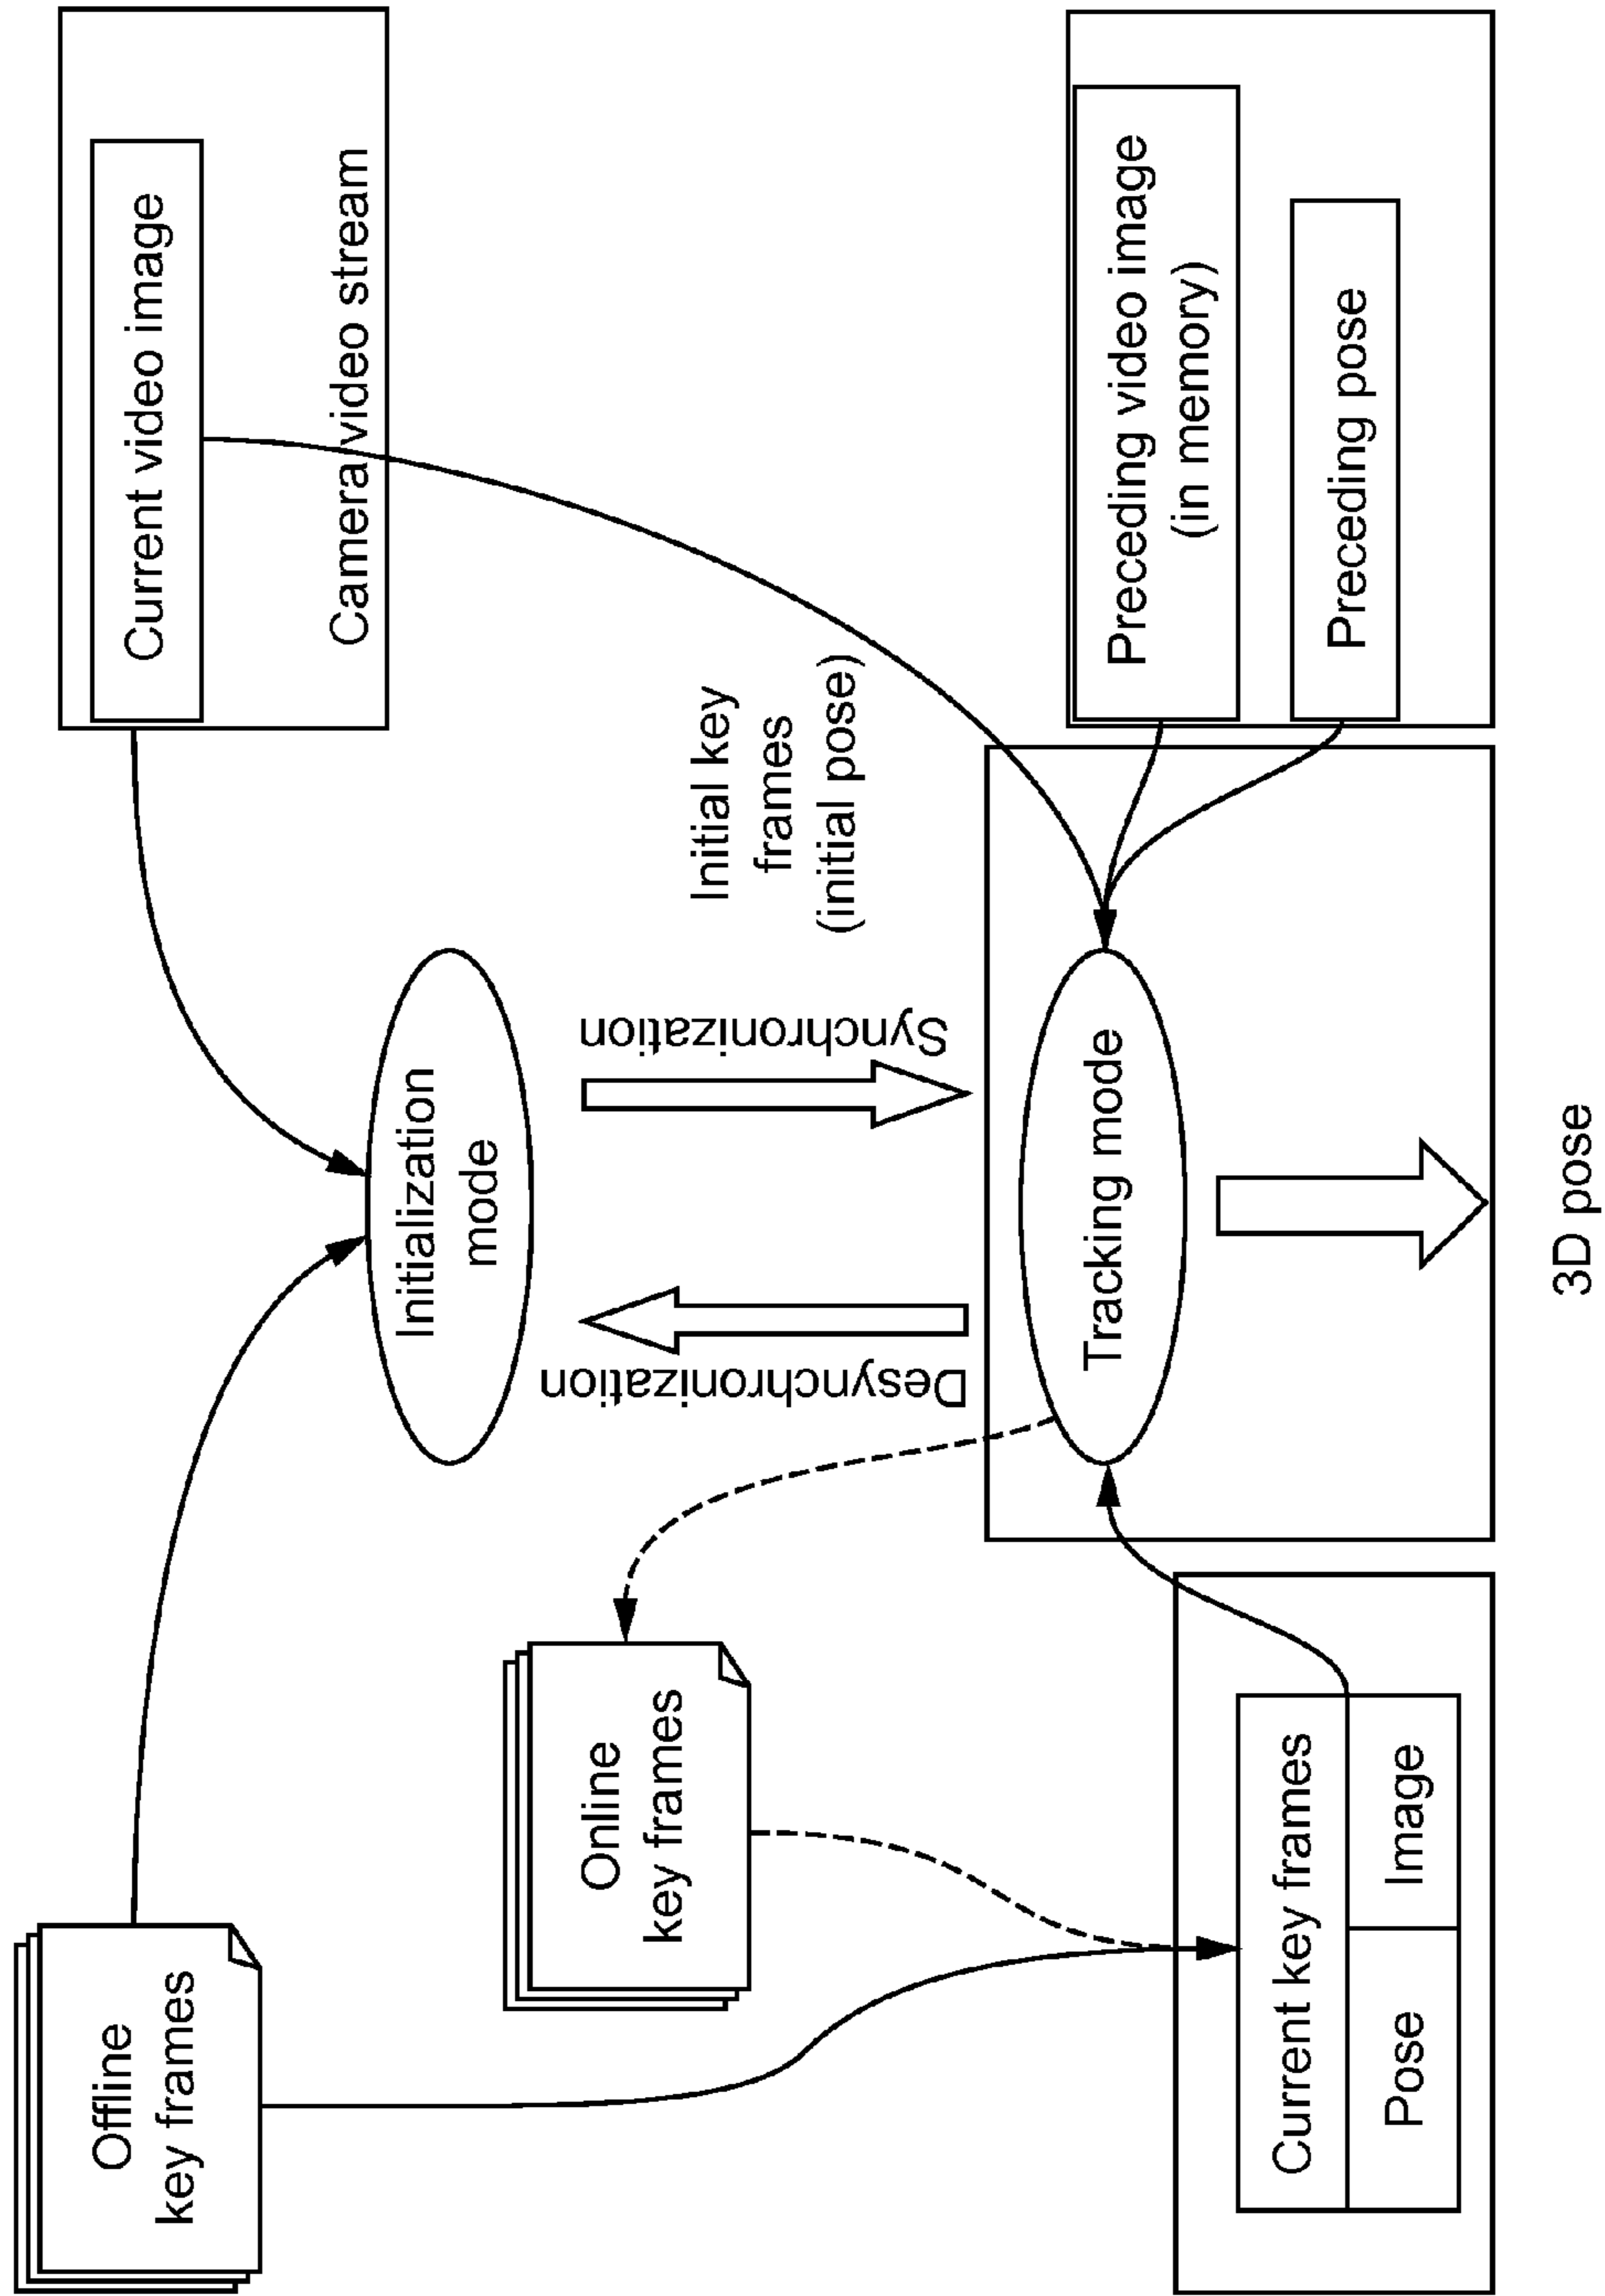 Offline
key frames
Current video image
Camera video stream
Initialization
mode
Online
key frames
Desynchronization
Synchronization
Initial key
frames
(initial pose)
Tracking mode
Current key frames
Pose
Image
Preceding video image
(in memory)
Preceding pose
3D pose